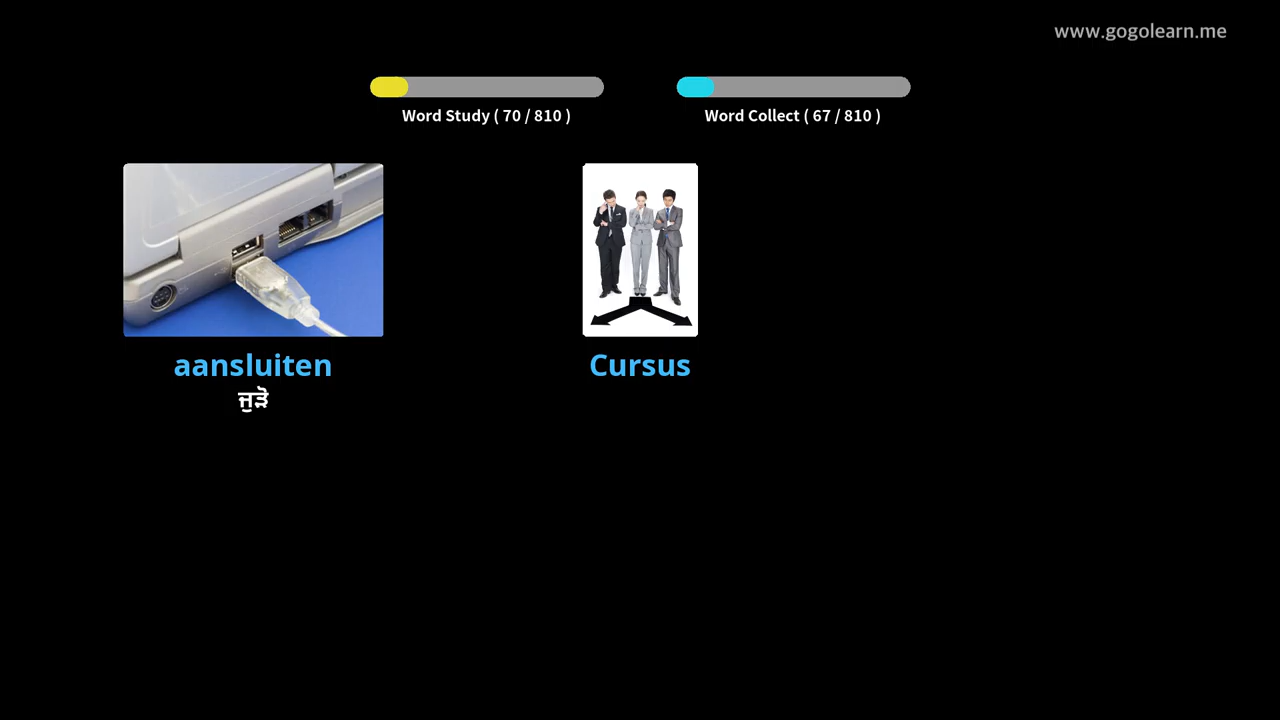 www.gogolearn.me
Word Study ( 70 / 810 )
Word Collect ( 67 / 810 )
aansluiten
ਜੁੜੋ
Cursus